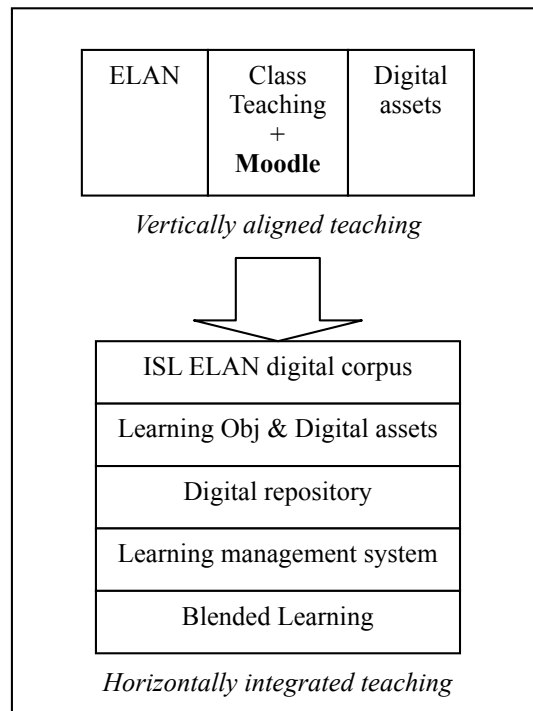 ELAN
Class
Teaching
+
Moodle
Digital
assets
Vertically aligned teaching
ISL ELAN digital corpus
Learning Obj & Digital assets
Digital repository
Learning management system
Blended Learning
Horizontally integrated teaching